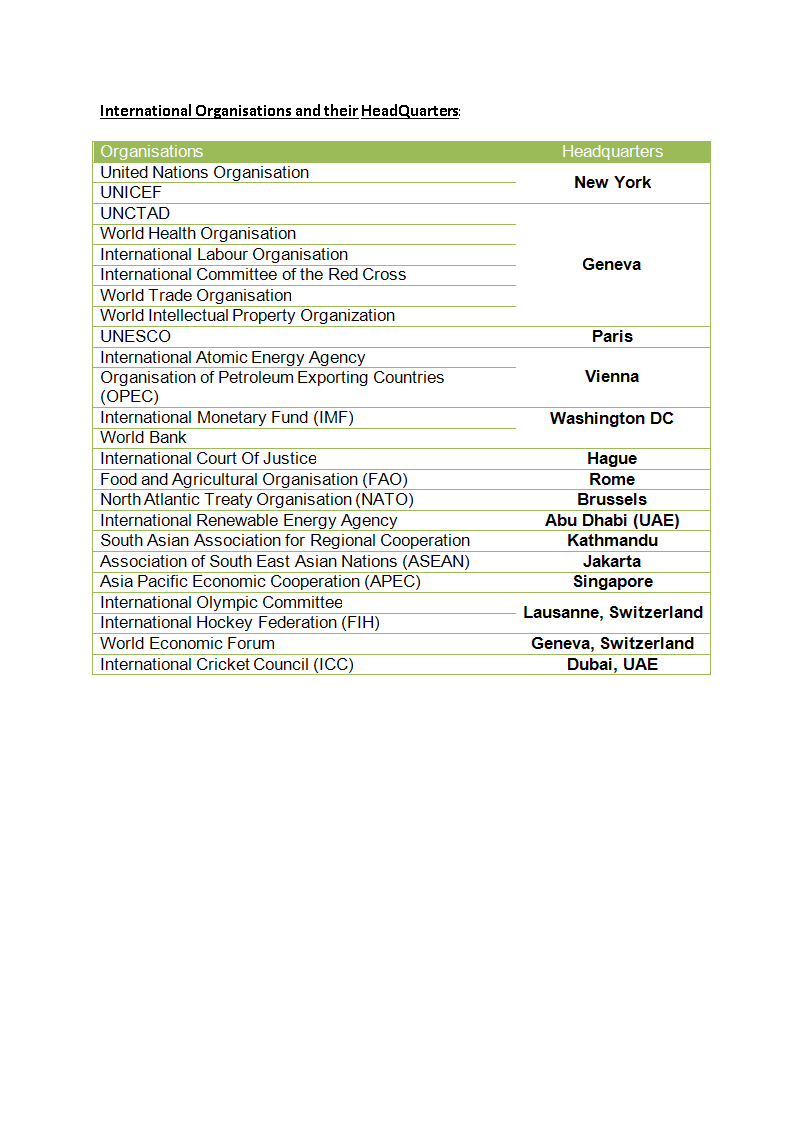 International Organisations and their HeadQuarters:
Organisations Headquarters
United Nations Organisation
New York
UNICEF
UNCTAD
World Health Organisation
International Labour Organisation
Geneva
International Committee of the Red Cross
World Trade Organisation
World Intellectual Property Organization
UNESCO Paris
International Atomic Energy Agency
Vienna
Organisation of Petroleum Exporting Countries
(OPEC)
International Monetary Fund (IMF) Washington DC
World Bank
International Court Of Justice Hague
Food and Agricultural Organisation (FAO) Rome
North Atlantic Treaty Organisation (NATO) Brussels
International Renewable Energy Agency Abu Dhabi (UAE)
South Asian Association for Regional Cooperation Kathmandu
Association of South East Asian Nations (ASEAN) Jakarta
Asia Pacific Economic Cooperation (APEC) Singapore
International Olympic Committee
Lausanne, Switzerland
International Hockey Federation (FIH)
World Economic Forum Geneva, Switzerland
International Cricket Council (ICC) Dubai, UAE